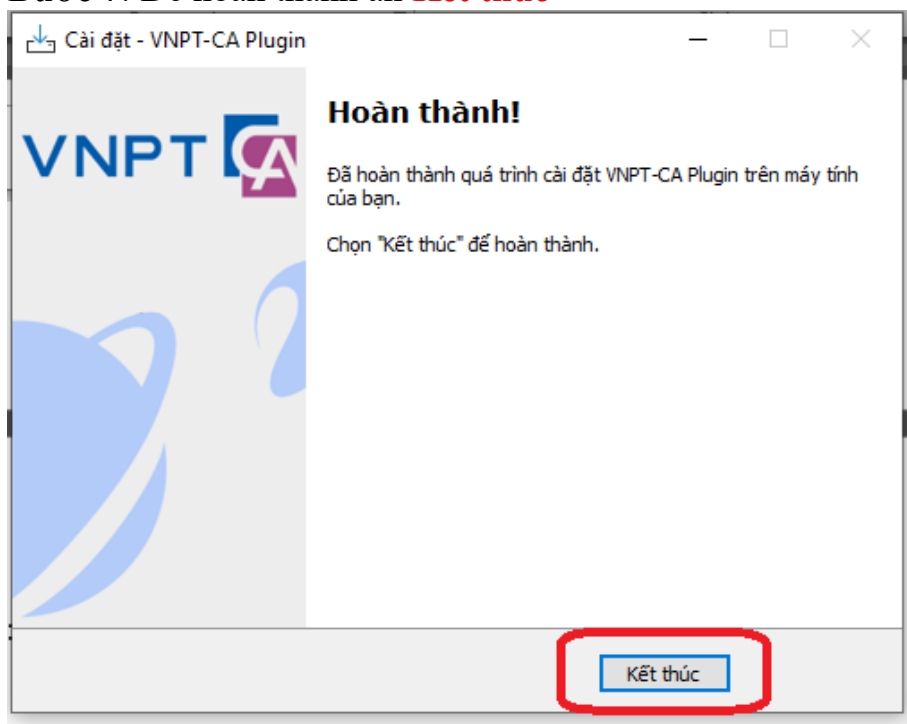 Cài đặt - VNPT-CA Plugin
VNPT CA
Hoàn thành!
Đã hoàn thành quá trình cài đặt VNPT-CA Plugin trên máy tính
của bạn.
Chọn "Kết thúc" để hoàn thành.
Kết thúc